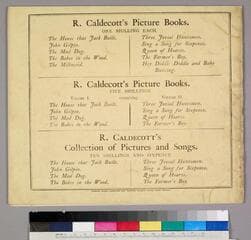 R. Caldecott's Picture Books.
ONE SHILLING EACH.
The House that Jack Built.
John Gilpin.
The Mad Dog.
The Babes in the Wood.
The Milkmaid.
Three Jovial Huntsmen.
Sing a Song for Sixpence.
Queen of Hearts.
The Farmer's Boy.
Hey Diddle Diddle and Baby
Bunting.
R. Caldecott's Picture Books.
FIVE SHILLINGS
The House that Jack Built.
John Gilpin.
The Mad Dog.
The Babes in the Wood.
Three Jovial Huntsmen.
Sing a Song for Sixpence.
Queen of Hearts.
The Farmer's Boy.
R. CALDECOTT'S
Collection of Pictures and Songs.
TEN SHILLINGS AND SIXPENCE
The House that Jack Built.
John Gilpin.
The Mad Dog.
The Babes in the Wood.
Three Jovial Huntsmen.
Sing a Song for Sixpence.
Queen of Hearts.
The Farmer's Boy.